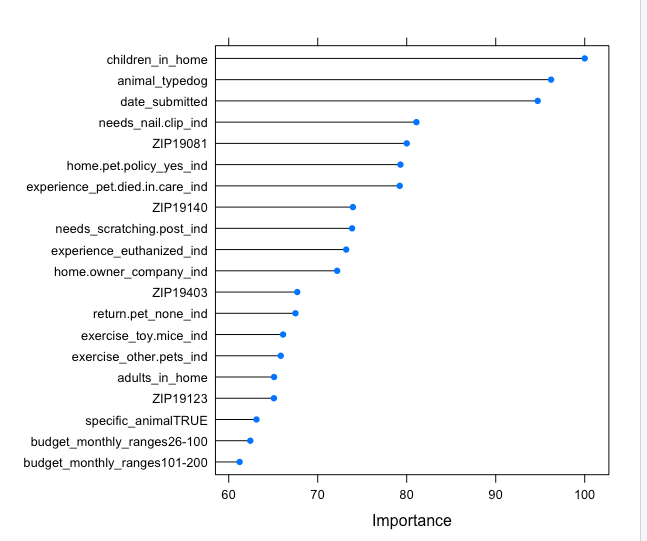 children_in_home
animal_typedog
date_submitted
needs_nail.clip_ind
ZIP19081
home.pet.policy_yes_ind
experience_pet.died.in.care_ind
ZIP19140
needs_scratching.post_ind
experience_euthanized_ind
home.owner_company_ind
ZIP19403
return.pet_none_ind
exercise_toy.mice_ind
exercise_other.pets_ind
adults_in_home
ZIP19123
specific_animalTRUE
budget_monthly_ranges26-100
budget_monthly_ranges101-200
60 70 80 90 100
Importance